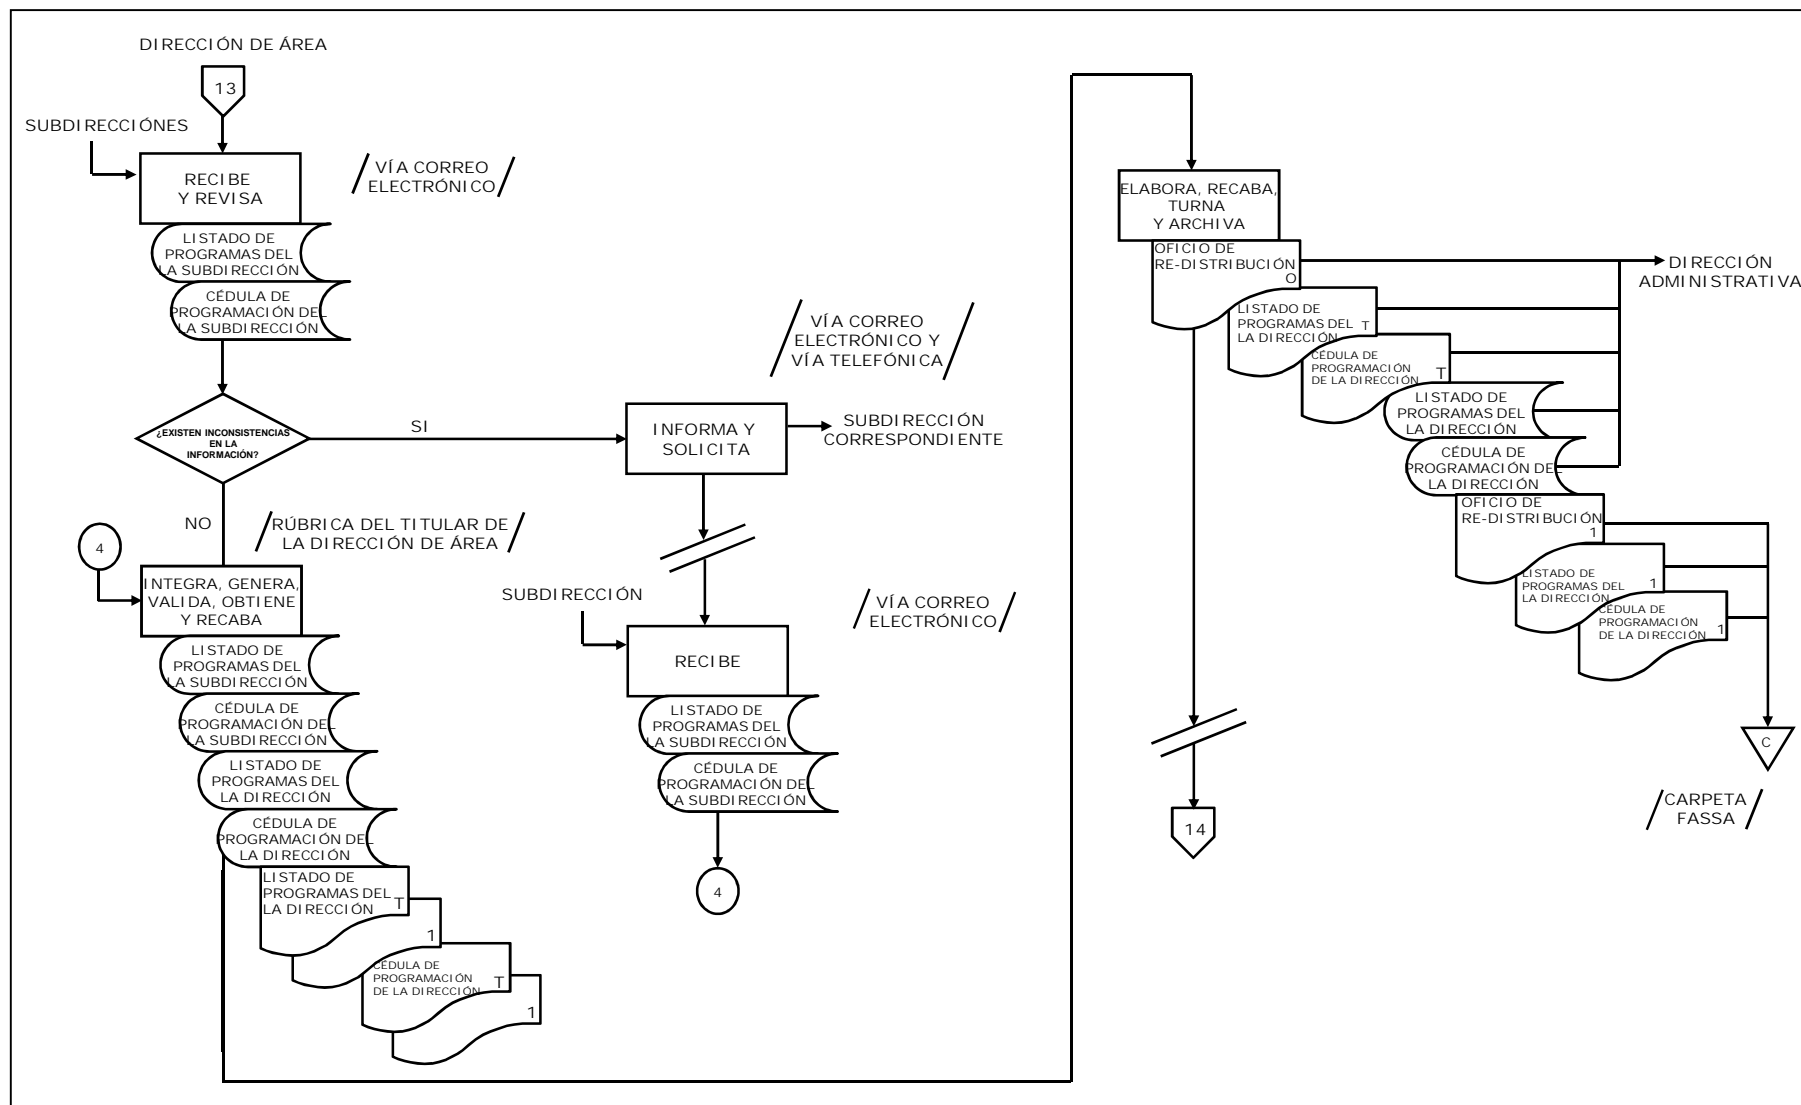 DIRECCIÓN DE ÁREA
13
SUBDIRECCIÓNES
RECIBE
Y REVISA
VÍA CORREO
ELECTRÓNICO
LISTADO DE
PROGRAMAS DEL
LA SUBDIRECCIÓN
CÉDULA DE
PROGRAMACIÓN DEL
LA SUBDIRECCIÓN
¿EXISTEN INCONSISTENCIAS
EN LA
INFORMACIÓN?
SI
INFORMA Y
SOLICITA
VÍA CORREO
ELECTRÓNICO Y
VÍA TELEFÓNICA
SUBDIRECCIÓN
CORRESPONDIENTE
NO
4
RÚBRICA DEL TITULAR DE
LA DIRECCIÓN DE ÁREA
INTEGRA, GENERA,
VALIDA, OBTIENE
Y RECABA
LISTADO DE
PROGRAMAS DEL
LA SUBDIRECCIÓN
CÉDULA DE
PROGRAMACIÓN DEL
LA SUBDIRECCIÓN
LISTADO DE
PROGRAMAS DEL
LA DIRECCIÓN
CÉDULA DE
PROGRAMACIÓN DEL
LA DIRECCIÓN
LISTADO DE
PROGRAMAS DEL
LA DIRECCIÓN
T
1
CÉDULA DE
PROGRAMACIÓN
DE LA DIRECCIÓN
T
1
SUBDIRECCIÓN
VÍA CORREO
ELECTRÓNICO
RECIBE
LISTADO DE
PROGRAMAS DEL
LA SUBDIRECCIÓN
CÉDULA DE
PROGRAMACIÓN DEL
LA SUBDIRECCIÓN
4
ELABORA, RECABA,
TURNA
Y ARCHIVA
OFICIO DE
RE-DISTRIBUCIÓN
O
DIRECCIÓN
ADMINISTRATIVA
LISTADO DE
PROGRAMAS DEL
LA DIRECCIÓN
T
CÉDULA DE
PROGRAMACIÓN
DE LA DIRECCIÓN
T
LISTADO DE
PROGRAMAS DEL
LA DIRECCIÓN
CÉDULA DE
PROGRAMACIÓN DEL
LA DIRECCIÓN
OFICIO DE
RE-DISTRIBUCIÓN
1
LISTADO DE
PROGRAMAS DEL
LA DIRECCIÓN
1
CÉDULA DE
PROGRAMACIÓN
DE LA DIRECCIÓN
1
C
CARPETA
FASSA
14